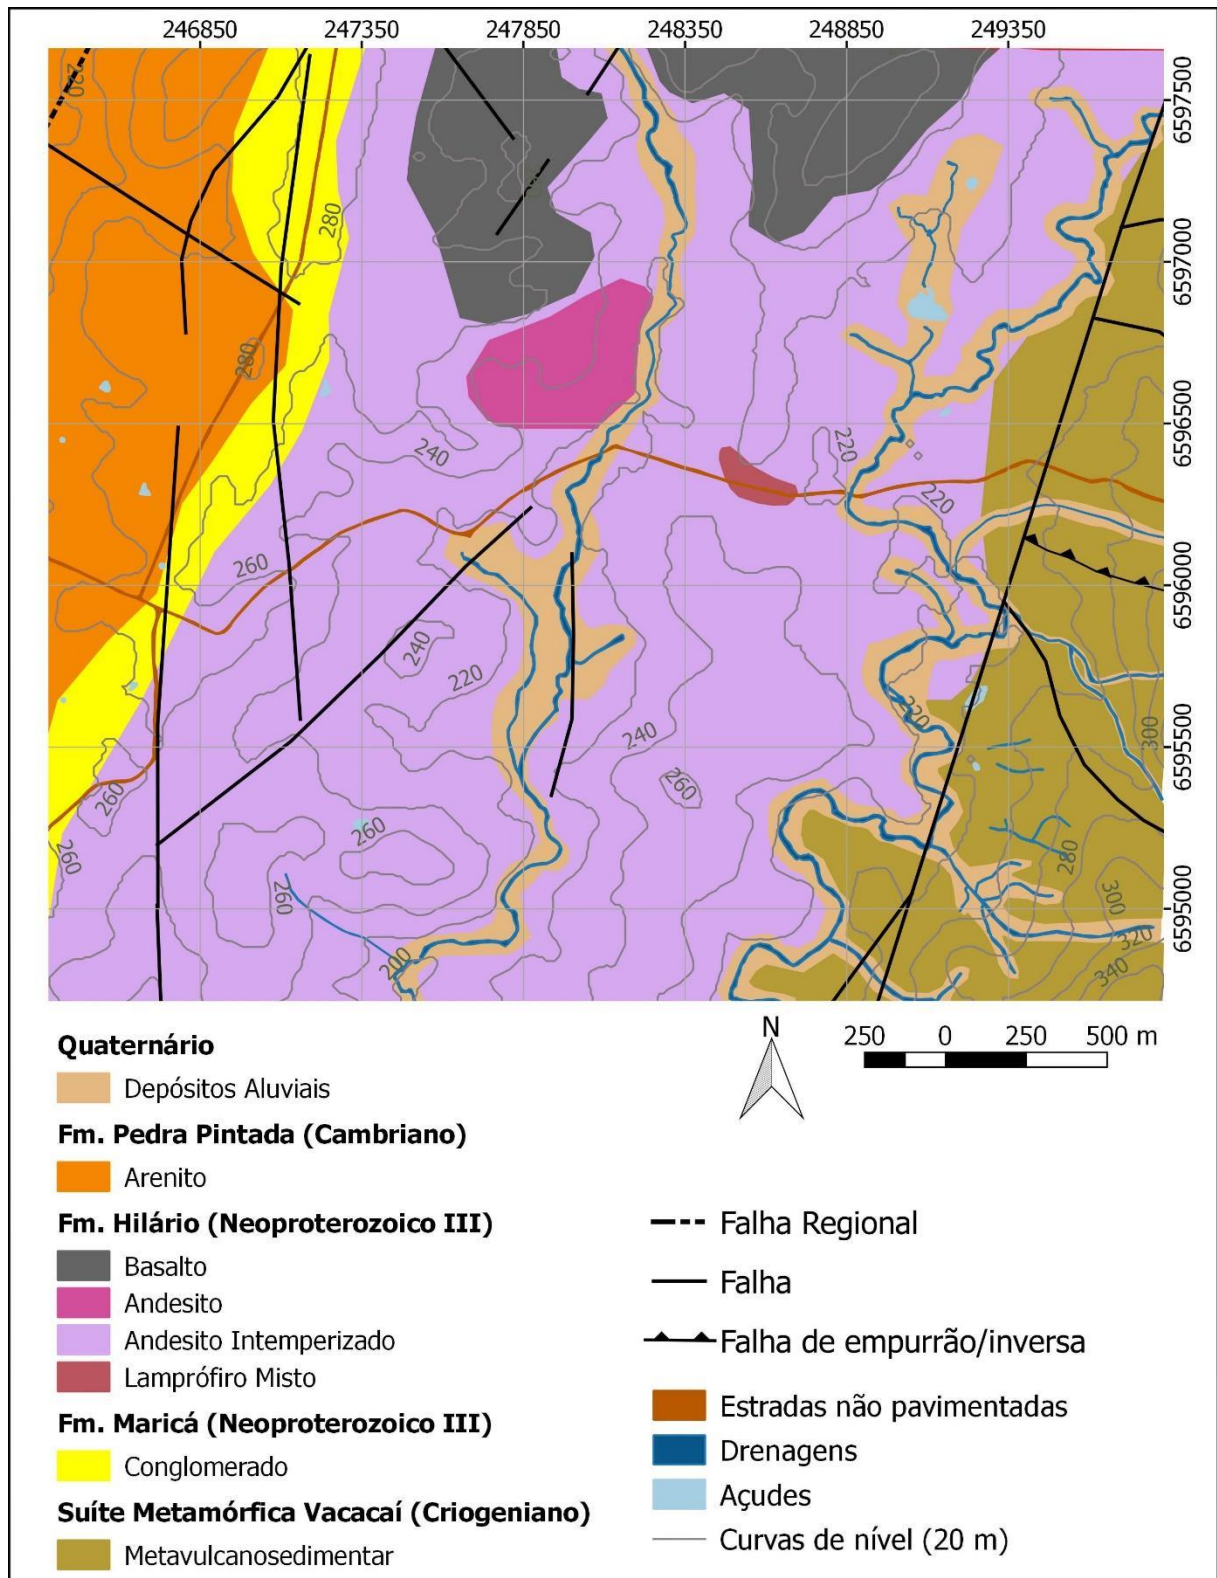 246850 247350 247850 248350 248850 249350
6597500
6597000
6596500
6596000
6595500
6595000
280
280
280
240
220
220
260
240
220
220
240
260
300
260
260
260
260
280
300
200
320
340
Quaternário
Depósitos Aluviais
Fm. Pedra Pintada (Cambriano)
Arenito
Fm. Hilário (Neoproterozoico III)
Basalto
Andesito
Andesito Intemperizado
Lamprófiro Misto
Fm. Maricá (Neoproterozoico III)
Conglomerado
Suíte Metamórfica Vacacaí (Criogeniano)
Metavulcanosedimentar
N
250 0 250 500 m
Falha Regional
Falha
Falha de empurrão/inversa
Estradas não pavimentadas
Drenagens
Açudes
Curvas de nível (20 m)